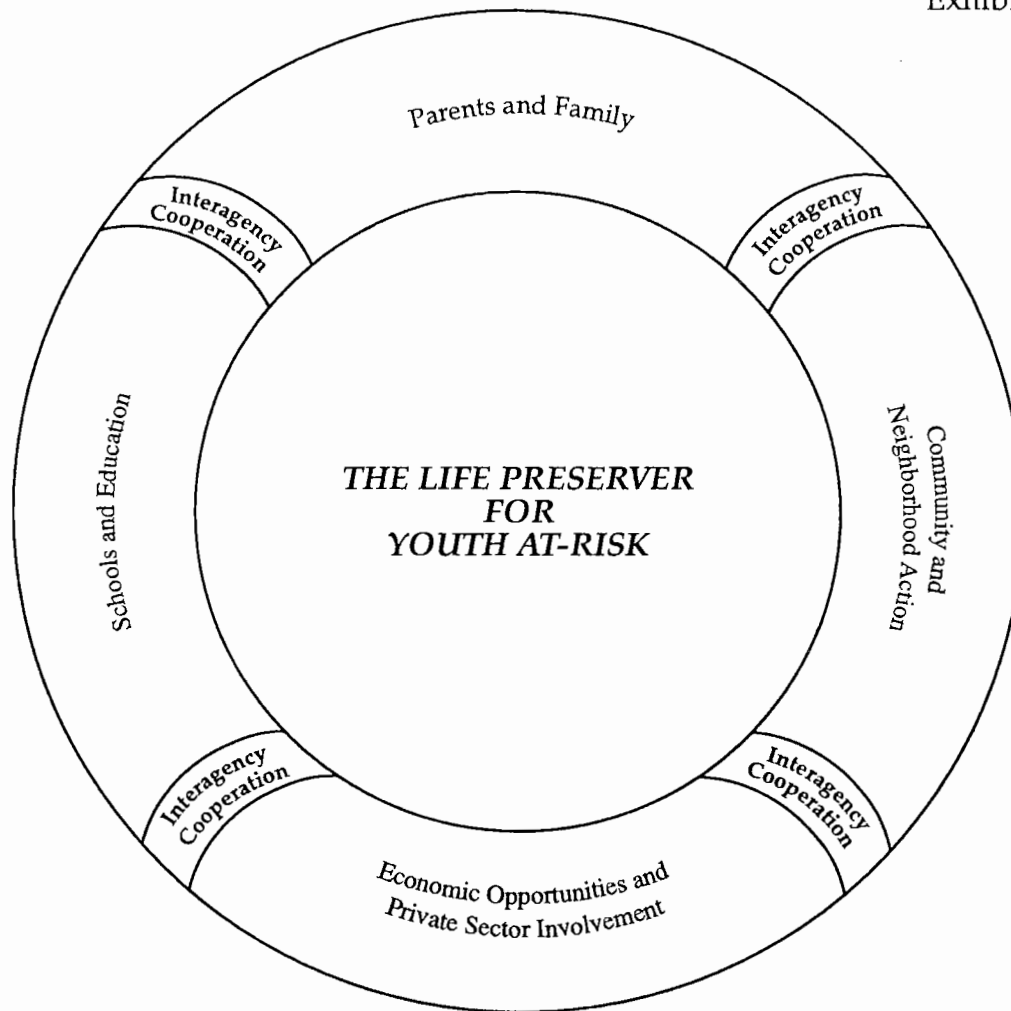 Parents and Family
Interagency
Cooperation
Interagency
Cooperation
Schools and Education
THE LIFE PRESERVER
FOR
YOUTH AT-RISK
Community and
Neighborhood Action
Interagency
Cooperation
Interagency
Cooperation
Economic Opportunities and
Private Sector Involvement